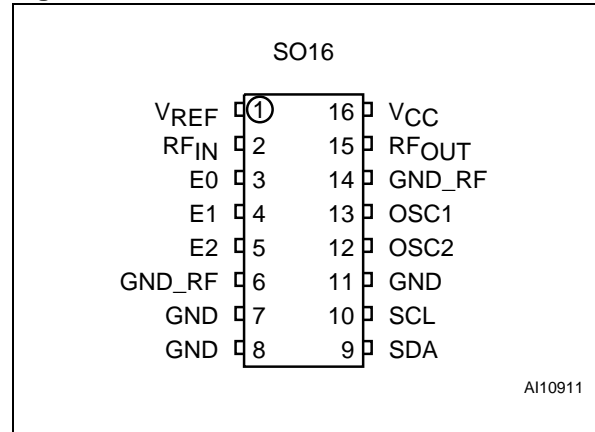 SO16
VREF 1 16 VCC
RFIN 2 15 RFOUT
E0 3 14 GND_RF
E1 4 13 OSC1
E2 5 12 OSC2
GND_RF 6 11 GND
GND 7 10 SCL
GND 8 9 SDA
AI10911